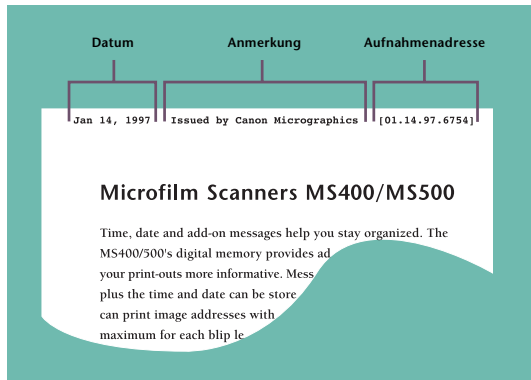 Datum Anmerkung Aufnahmenadresse
Jan 14, 1997 Issued by Canon Micrographics [01.14.97.6754]
Microfilm Scanners MS400/MS500
Time, date and add-on messages help you stay organized. The
MS400/500's digital memory provides ad
your print-outs more informative. Mess
plus the time and date can be store
can print image addresses with
maximum for each blip le